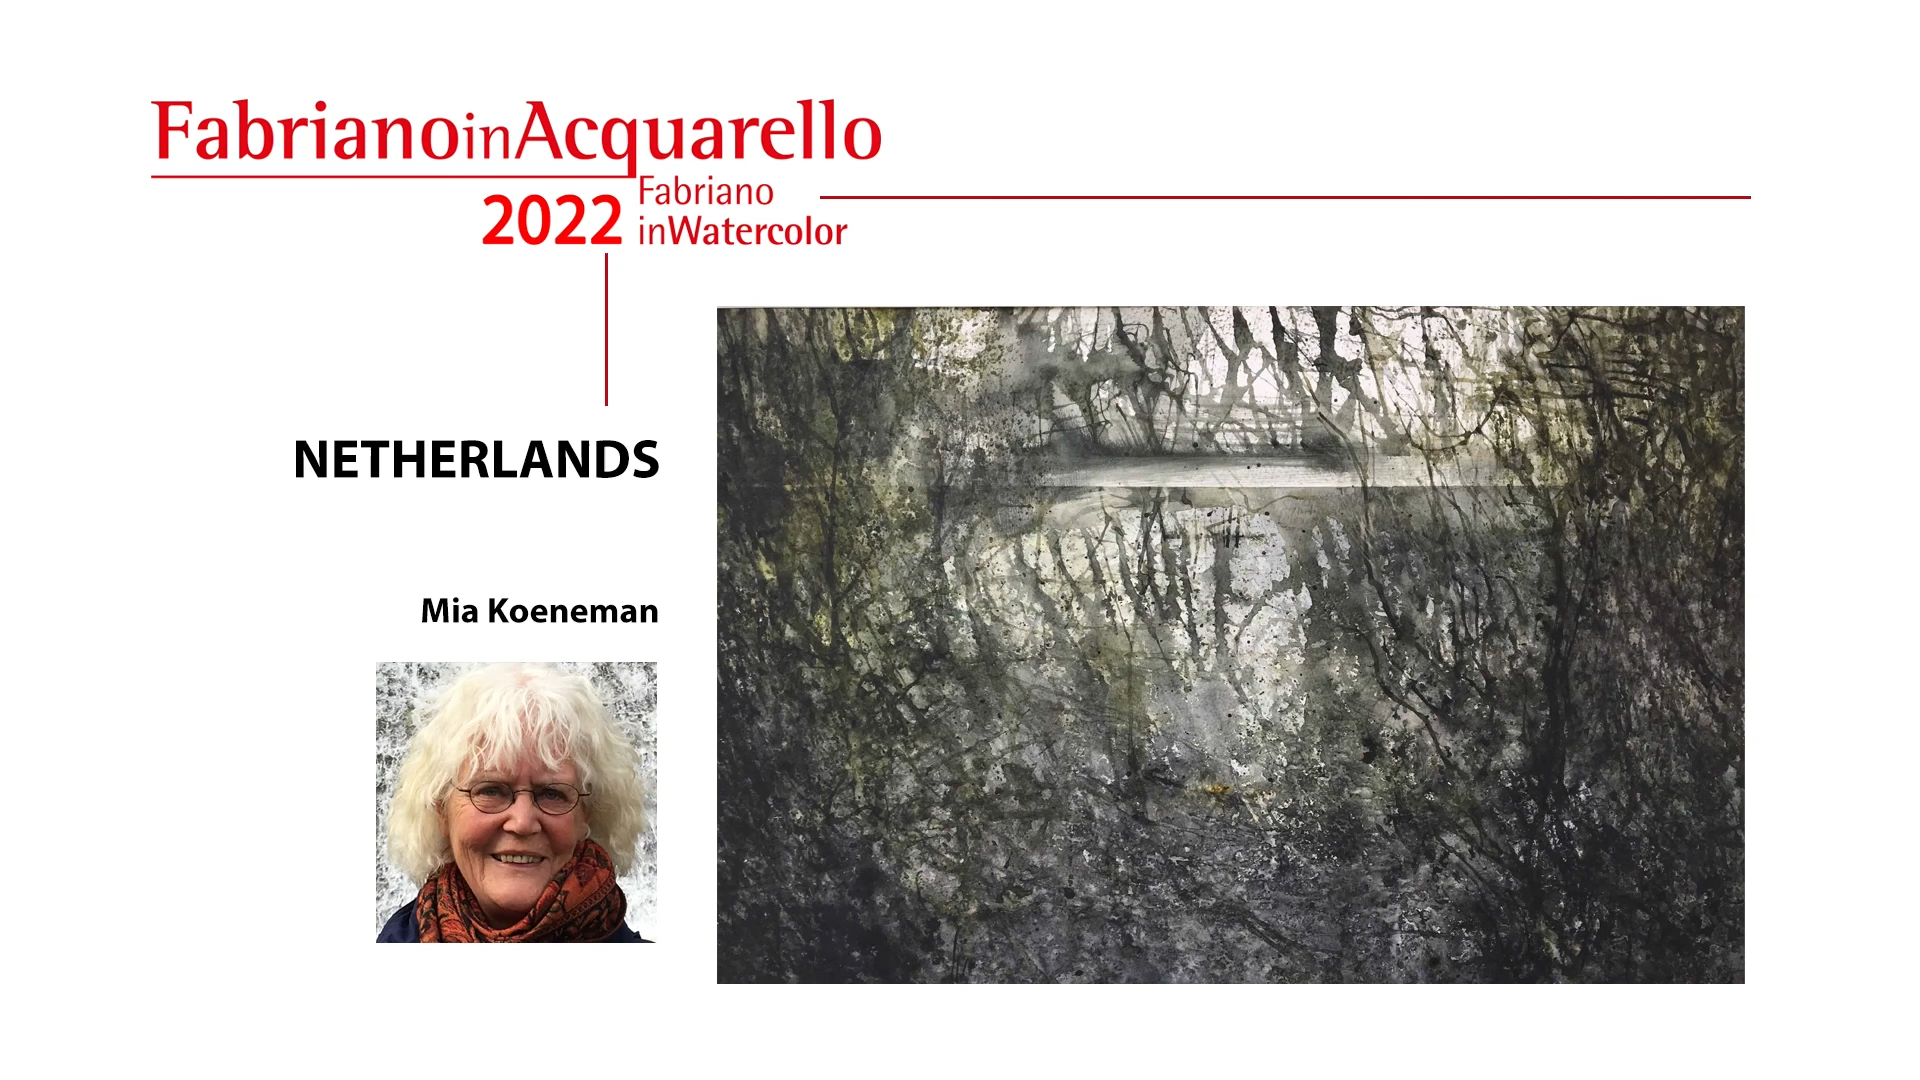 FabrianoinAcquarello
2022
Fabriano
inWatercolor
NETHERLANDS
Mia Koeneman